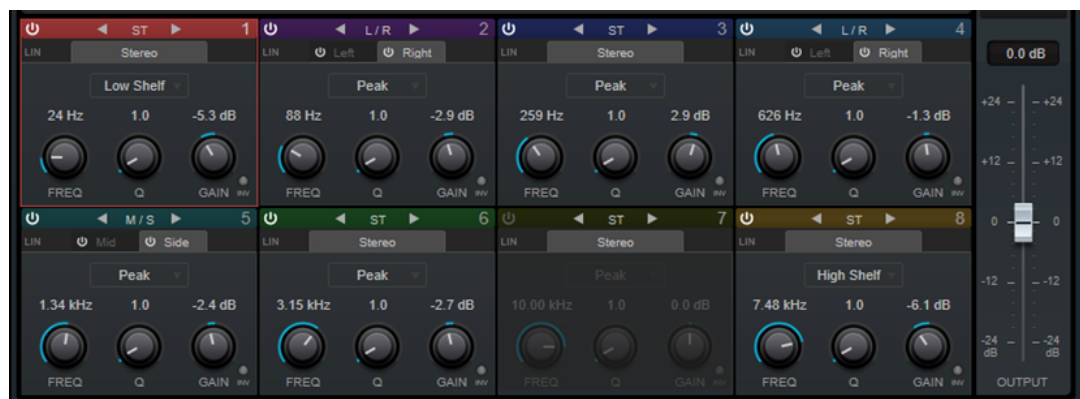 ST 1 L / R 2 ST 3 L / R 4
LIN Stereo LIN Left Right LIN Stereo LIN Left Right
0.0 dB
Low Shelf Peak Peak Peak
24 Hz 1.0 -5.3 dB 88 Hz 1.0 -2.9 dB 259 Hz 1.0 2.9 dB 626 Hz 1.0 -1.3 dB
+24 +24
+12 +12
FREQ Q GAIN INV FREQ Q GAIN INV FREQ Q GAIN INV FREQ Q GAIN INV
M / S 5 ST 6 ST 7 ST 8
0 0
LIN Mid Side LIN Stereo LIN Stereo LIN Stereo
Peak Peak Peak High Shelf
-12 -12
1.34 kHz 1.0 -2.4 dB 3.15 kHz 1.0 -2.7 dB 10.00 kHz 1.0 0.0 dB 7.48 kHz 1.0 -6.1 dB
-24 -24
dB dB
FREQ Q GAIN INV FREQ Q GAIN INV FREQ Q GAIN INV FREQ Q GAIN INV
OUTPUT